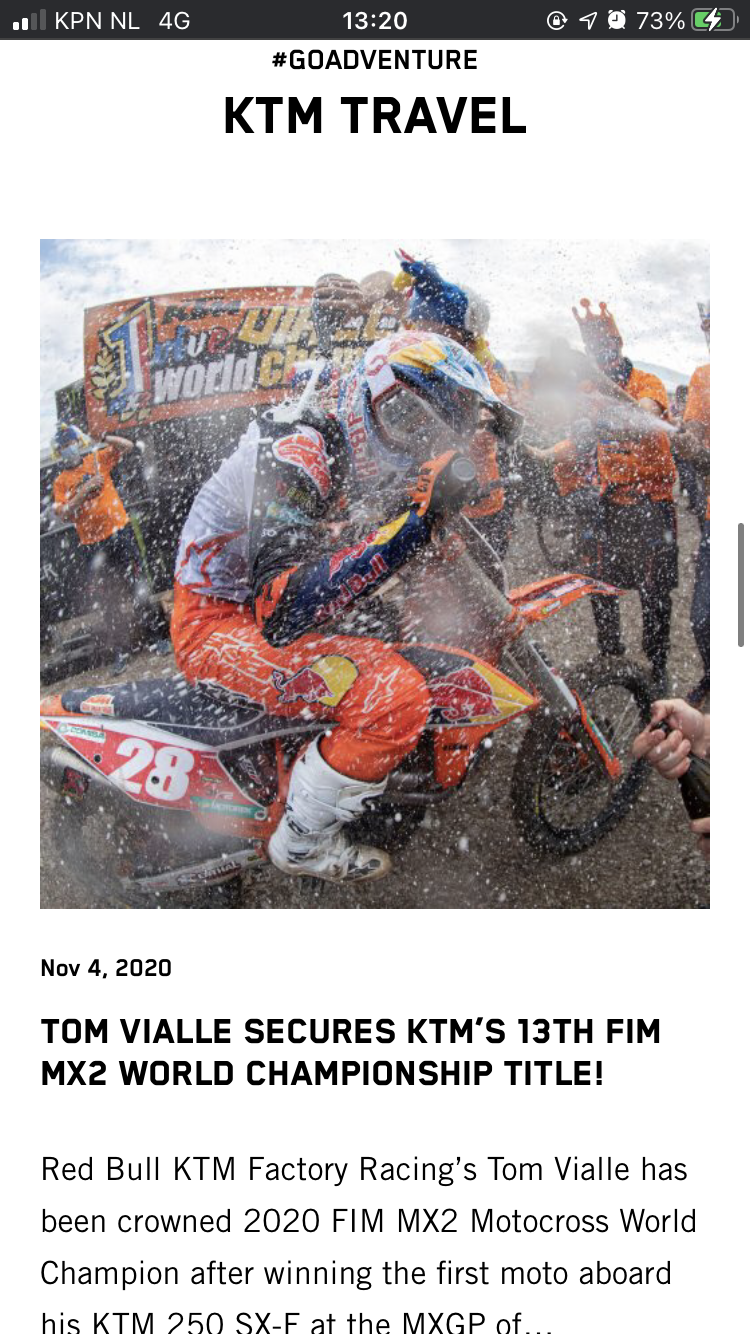 KPN NL 4G 13:20 73%
#GOADVENTURE
KTM TRAVEL
1
world
28
Nov 4, 2020
TOM VIALLE SECURES KTM’S 13TH FIM
MX2 WORLD CHAMPIONSHIP TITLE!
Red Bull KTM Factory Racing’s Tom Vialle has
been crowned 2020 FIM MX2 Motocross World
Champion after winning the first moto aboard
his KTM 250 SX-F at the MXGP of...